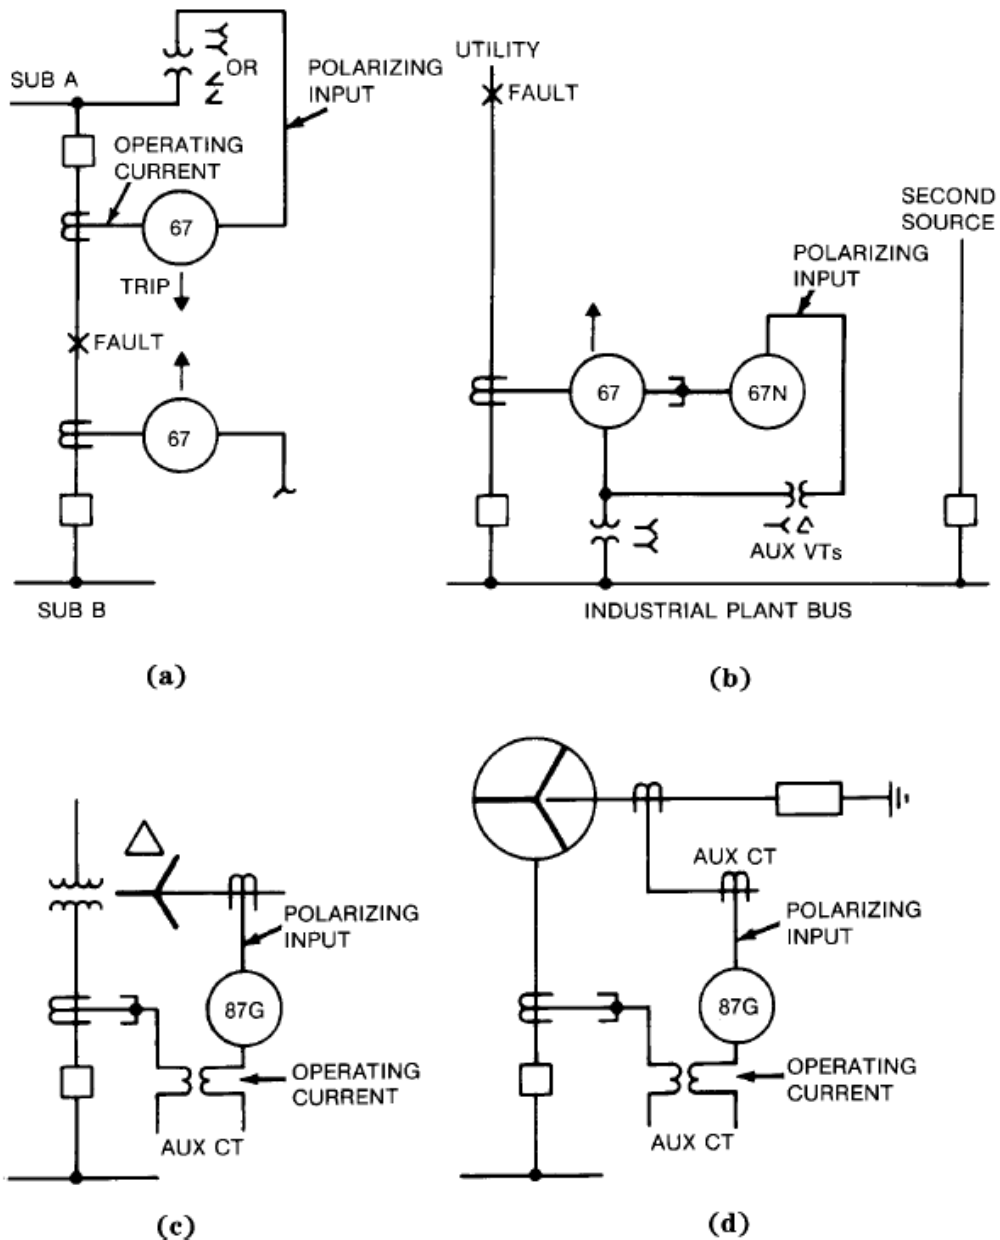 SUB A
OR
POLARIZING
INPUT
OPERATING
CURRENT
67
TRIP
FAULT
67
SUB B
(a)
UTILITY
FAULT
SECOND
SOURCE
POLARIZING
INPUT
67
67N
AUX VTs
INDUSTRIAL PLANT BUS
(b)
POLARIZING
INPUT
87G
OPERATING
CURRENT
AUX CT
(c)
AUX CT
POLARIZING
INPUT
87G
OPERATING
CURRENT
AUX CT
(d)